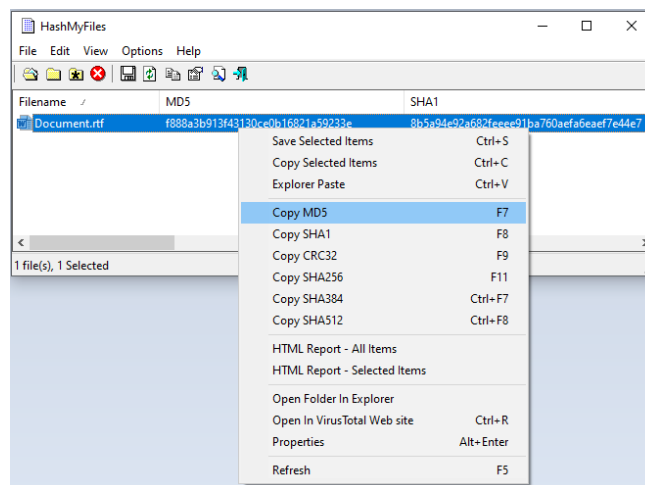 HashMyFiles
File Edit View Options Help
Filename / MD5 SHA1
Document.rtf f888a3b913f43130ce0b16821a59233e 8b5a94e92a682feeee91ba760aefa6eaef7e44e7
Save Selected Items Ctrl+S
Copy Selected Items Ctrl+C
Explorer Paste Ctrl+V
Copy MD5 F7
Copy SHA1 F8
Copy CRC32 F9
Copy SHA256 F11
Copy SHA384 Ctrl+F7
Copy SHA512 Ctrl+F8
HTML Report - All Items
HTML Report - Selected Items
Open Folder In Explorer
Open In VirusTotal Web site Ctrl+R
Properties Alt+Enter
Refresh F5
1 file(s), 1 Selected